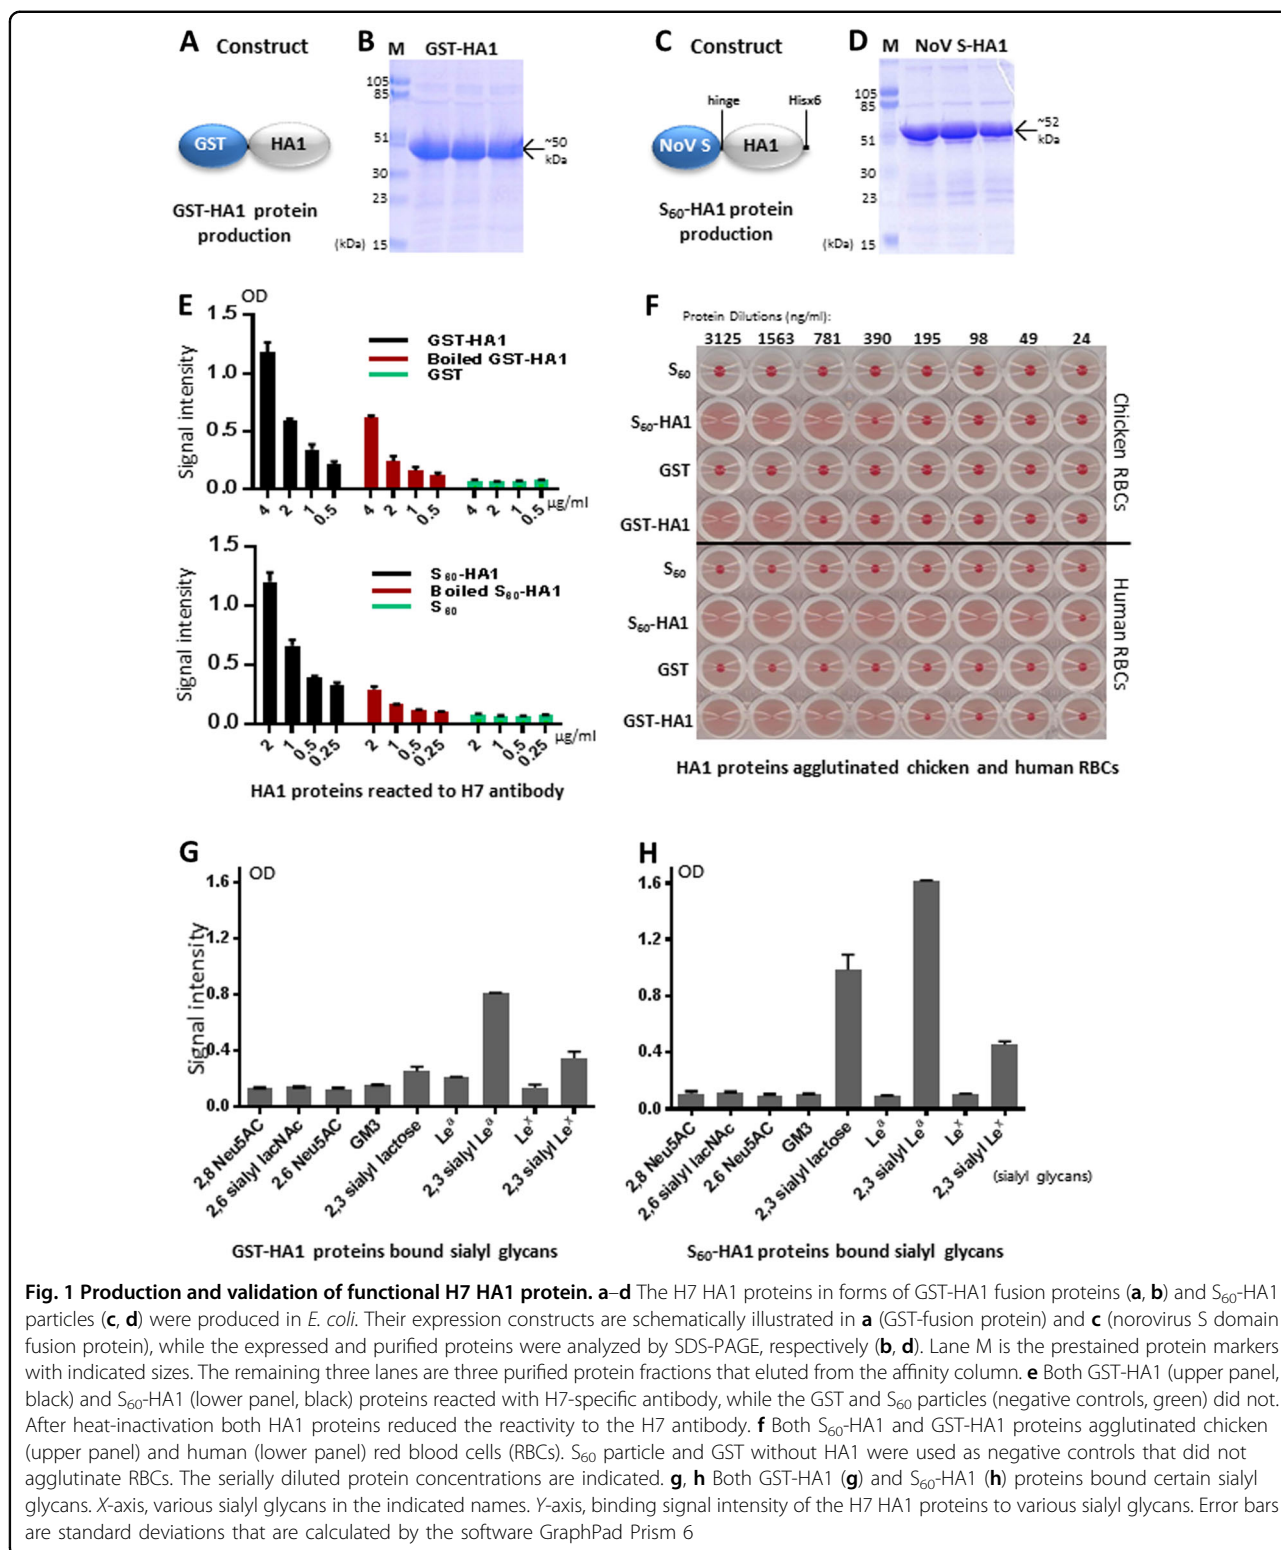 A Construct
GST HA1
GST-HA1 protein
production
B M GST-HA1
105
85
51
30
23
(kDa) 15
~50
kDa
C Construct
hinge Hisx6
NoV S HA1
S₆₀-HA1 protein
production
D M NoV S-HA1
105
85
51
30
23
(kDa) 15
~52
kDa
E
OD
Signal intensity
1.5
1.0
0.5
0.0
GST-HA1
Boiled GST-HA1
GST
4 2 1 0.5 4 2 1 0.5 4 2 1 0.5 µg/ml
Signal intensity
1.5
1.0
0.5
0.0
S₆₀-HA1
Boiled S₆₀-HA1
S₆₀
2 1 0.5 0.25 2 1 0.5 0.25 2 1 0.5 0.25 µg/ml
HA1 proteins reacted to H7 antibody
F
Protein Dilutions (ng/ml):
3125 1563 781 390 195 98 49 24
S₆₀
S₆₀-HA1
GST
GST-HA1
Chicken RBCs
S₆₀
S₆₀-HA1
GST
GST-HA1
Human RBCs
HA1 proteins agglutinated chicken and human RBCs
G
OD
Signal intensity
1.6
1.2
0.8
0.4
0.0
2,8 Neu5AC
2,6 sialyl lacNAc
2.6 Neu5AC
GM3
2,3 sialyl lactose
Leᵃ
2,3 sialyl Leᵃ
Leˣ
2,3 sialyl Leˣ
GST-HA1 proteins bound sialyl glycans
H
OD
1.6
1.2
0.8
0.4
0.0
2,8 Neu5AC
2,6 sialyl lacNAc
2.6 Neu5AC
GM3
2,3 sialyl lactose
Leᵃ
2,3 sialyl Leᵃ
Leˣ
2,3 sialyl Leˣ
(sialyl glycans)
S₆₀-HA1 proteins bound sialyl glycans
Fig. 1 Production and validation of functional H7 HA1 protein. a–d The H7 HA1 proteins in forms of GST-HA1 fusion proteins (a, b) and S₆₀-HA1
particles (c, d) were produced in E. coli. Their expression constructs are schematically illustrated in a (GST-fusion protein) and c (norovirus S domain
fusion protein), while the expressed and purified proteins were analyzed by SDS-PAGE, respectively (b, d). Lane M is the prestained protein markers
with indicated sizes. The remaining three lanes are three purified protein fractions that eluted from the affinity column. e Both GST-HA1 (upper panel,
black) and S₆₀-HA1 (lower panel, black) proteins reacted with H7-specific antibody, while the GST and S₆₀ particles (negative controls, green) did not.
After heat-inactivation both HA1 proteins reduced the reactivity to the H7 antibody. f Both S₆₀-HA1 and GST-HA1 proteins agglutinated chicken
(upper panel) and human (lower panel) red blood cells (RBCs). S₆₀ particle and GST without HA1 were used as negative controls that did not
agglutinate RBCs. The serially diluted protein concentrations are indicated. g, h Both GST-HA1 (g) and S₆₀-HA1 (h) proteins bound certain sialyl
glycans. X-axis, various sialyl glycans in the indicated names. Y-axis, binding signal intensity of the H7 HA1 proteins to various sialyl glycans. Error bars
are standard deviations that are calculated by the software GraphPad Prism 6